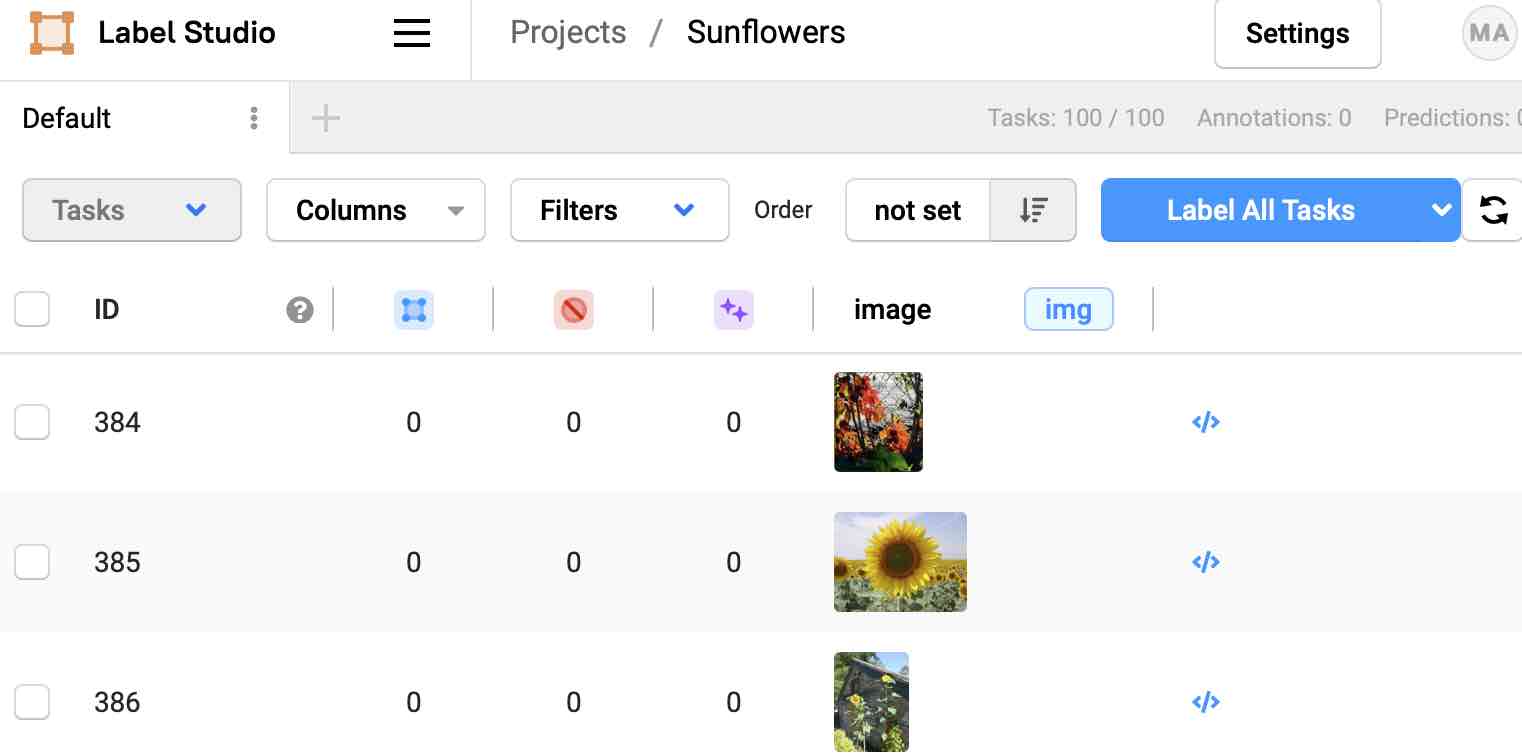 Label Studio Projects / Sunflowers Settings MA
Default Tasks: 100 / 100 Annotations: 0 Predictions: 0
Tasks Columns Filters Order not set Label All Tasks
ID ? image img
384 0 0 0 </>
385 0 0 0 </>
386 0 0 0 </>